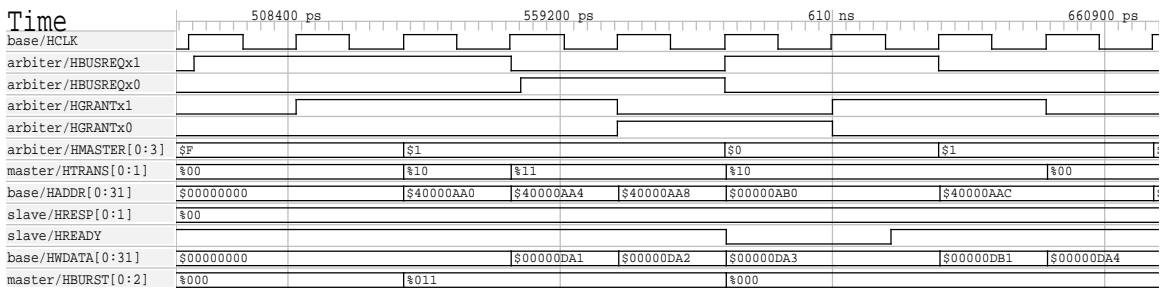 Time 508400 ps 559200 ps 610 ns 660900 ps
base/HCLK
arbiter/HBUSREQx1
arbiter/HBUSREQx0
arbiter/HGRANTx1
arbiter/HGRANTx0
arbiter/HMASTER[0:3] $F $1 $0 $1
master/HTRANS[0:1] %00 %10 %11 %10 %00
base/HADDR[0:31] $00000000 $40000AA0 $40000AA4 $40000AA8 $00000AB0 $40000AAC
slave/HRESP[0:1] %00
slave/HREADY
base/HWDATA[0:31] $00000000 $00000DA1 $00000DA2 $00000DA3 $00000DB1 $00000DA4
master/HBURST[0:2] %000 %011 %000